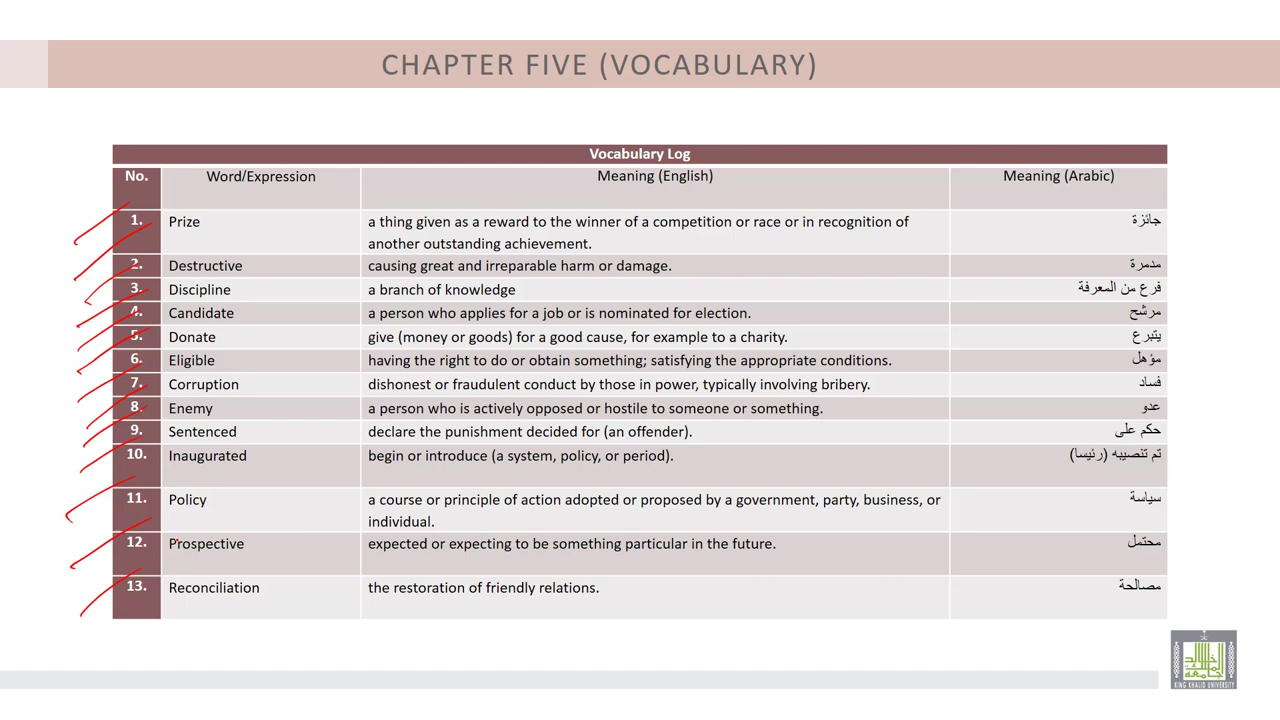 CHAPTER FIVE (VOCABULARY)
Vocabulary Log
No. Word/Expression Meaning (English) Meaning (Arabic)
1. Prize a thing given as a reward to the winner of a competition or race or in recognition of جائزة
another outstanding achievement.
2. Destructive causing great and irreparable harm or damage. مدمرة
3. Discipline a branch of knowledge فرع من المعرفة
4. Candidate a person who applies for a job or is nominated for election. مرشح
5. Donate give (money or goods) for a good cause, for example to a charity. يتبرع
6. Eligible having the right to do or obtain something; satisfying the appropriate conditions. مؤهل
7. Corruption dishonest or fraudulent conduct by those in power, typically involving bribery. فساد
8. Enemy a person who is actively opposed or hostile to someone or something. عدو
9. Sentenced declare the punishment decided for (an offender). حكم على
10. Inaugurated begin or introduce (a system, policy, or period). تم تنصيبه (رئيسا)
11. Policy a course or principle of action adopted or proposed by a government, party, business, or سياسة
individual.
12. Prospective expected or expecting to be something particular in the future. محتمل
13. Reconciliation the restoration of friendly relations. مصالحة
KING KHALID UNIVERSITY